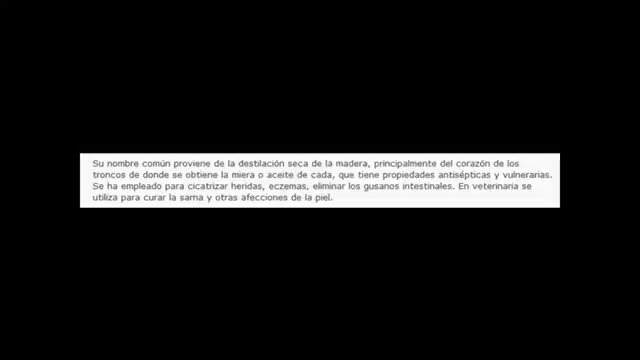 Su nombre común proviene de la destilación seca de la madera, principalmente del corazón de los
troncos de donde se obtiene la miera o aceite de cada, que tiene propiedades antisépticas y vulnerarias.
Se ha empleado para cicatrizar heridas, eczemas, eliminar los gusanos intestinales. En veterinaria se
utiliza para curar la sarna y otras afecciones de la piel.